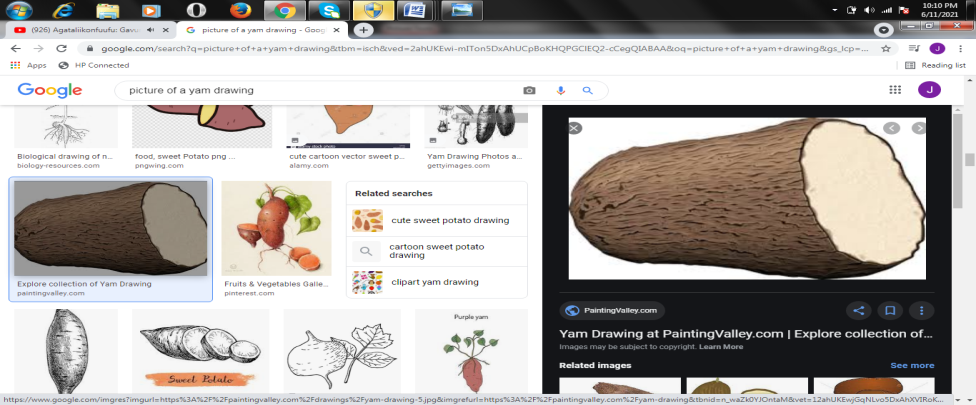 10:10 PM
6/11/2021
(926) Agataliikonfuufu: Gavu
picture of a yam drawing - Goog
google.com/search?q=picture+of+a+yam+drawing&tbm=isch&ved=2ahUKEwi-mITon5DxAhUCpBoKHQPGCIEQ2-cCegQIABAA&oq=picture+of+a+yam+drawing&gs_lcp=...
Apps
HP Connected
Reading list
Google
picture of a yam drawing
J
Biological drawing of n...
biology-resources.com
food, sweet Potato png ...
pngwing.com
cute cartoon vector sweet p...
alamy.com
Yam Drawing Photos a...
gettyimages.com
Explore collection of Yam Drawing
paintingvalley.com
Fruits & Vegetables Galle...
pinterest.com
Related searches
cute sweet potato drawing
cartoon sweet potato
drawing
clipart yam drawing
Sweet Potato
Purple yam
PaintingValley.com
Yam Drawing at PaintingValley.com | Explore collection of...
Images may be subject to copyright. Learn More
Related images
See more
https://www.google.com/imgres?imgurl=https%3A%2F%2Fpaintingvalley.com%2Fdrawings%2Fyam-drawing-5.jpg&imgrefurl=https%3A%2F%2Fpaintingvalley.com%2Fyam-drawing&tbnid=n_waZk0YJOntaM&vet=12ahUKEwjGqNLvo5DxAhXVIRoK...